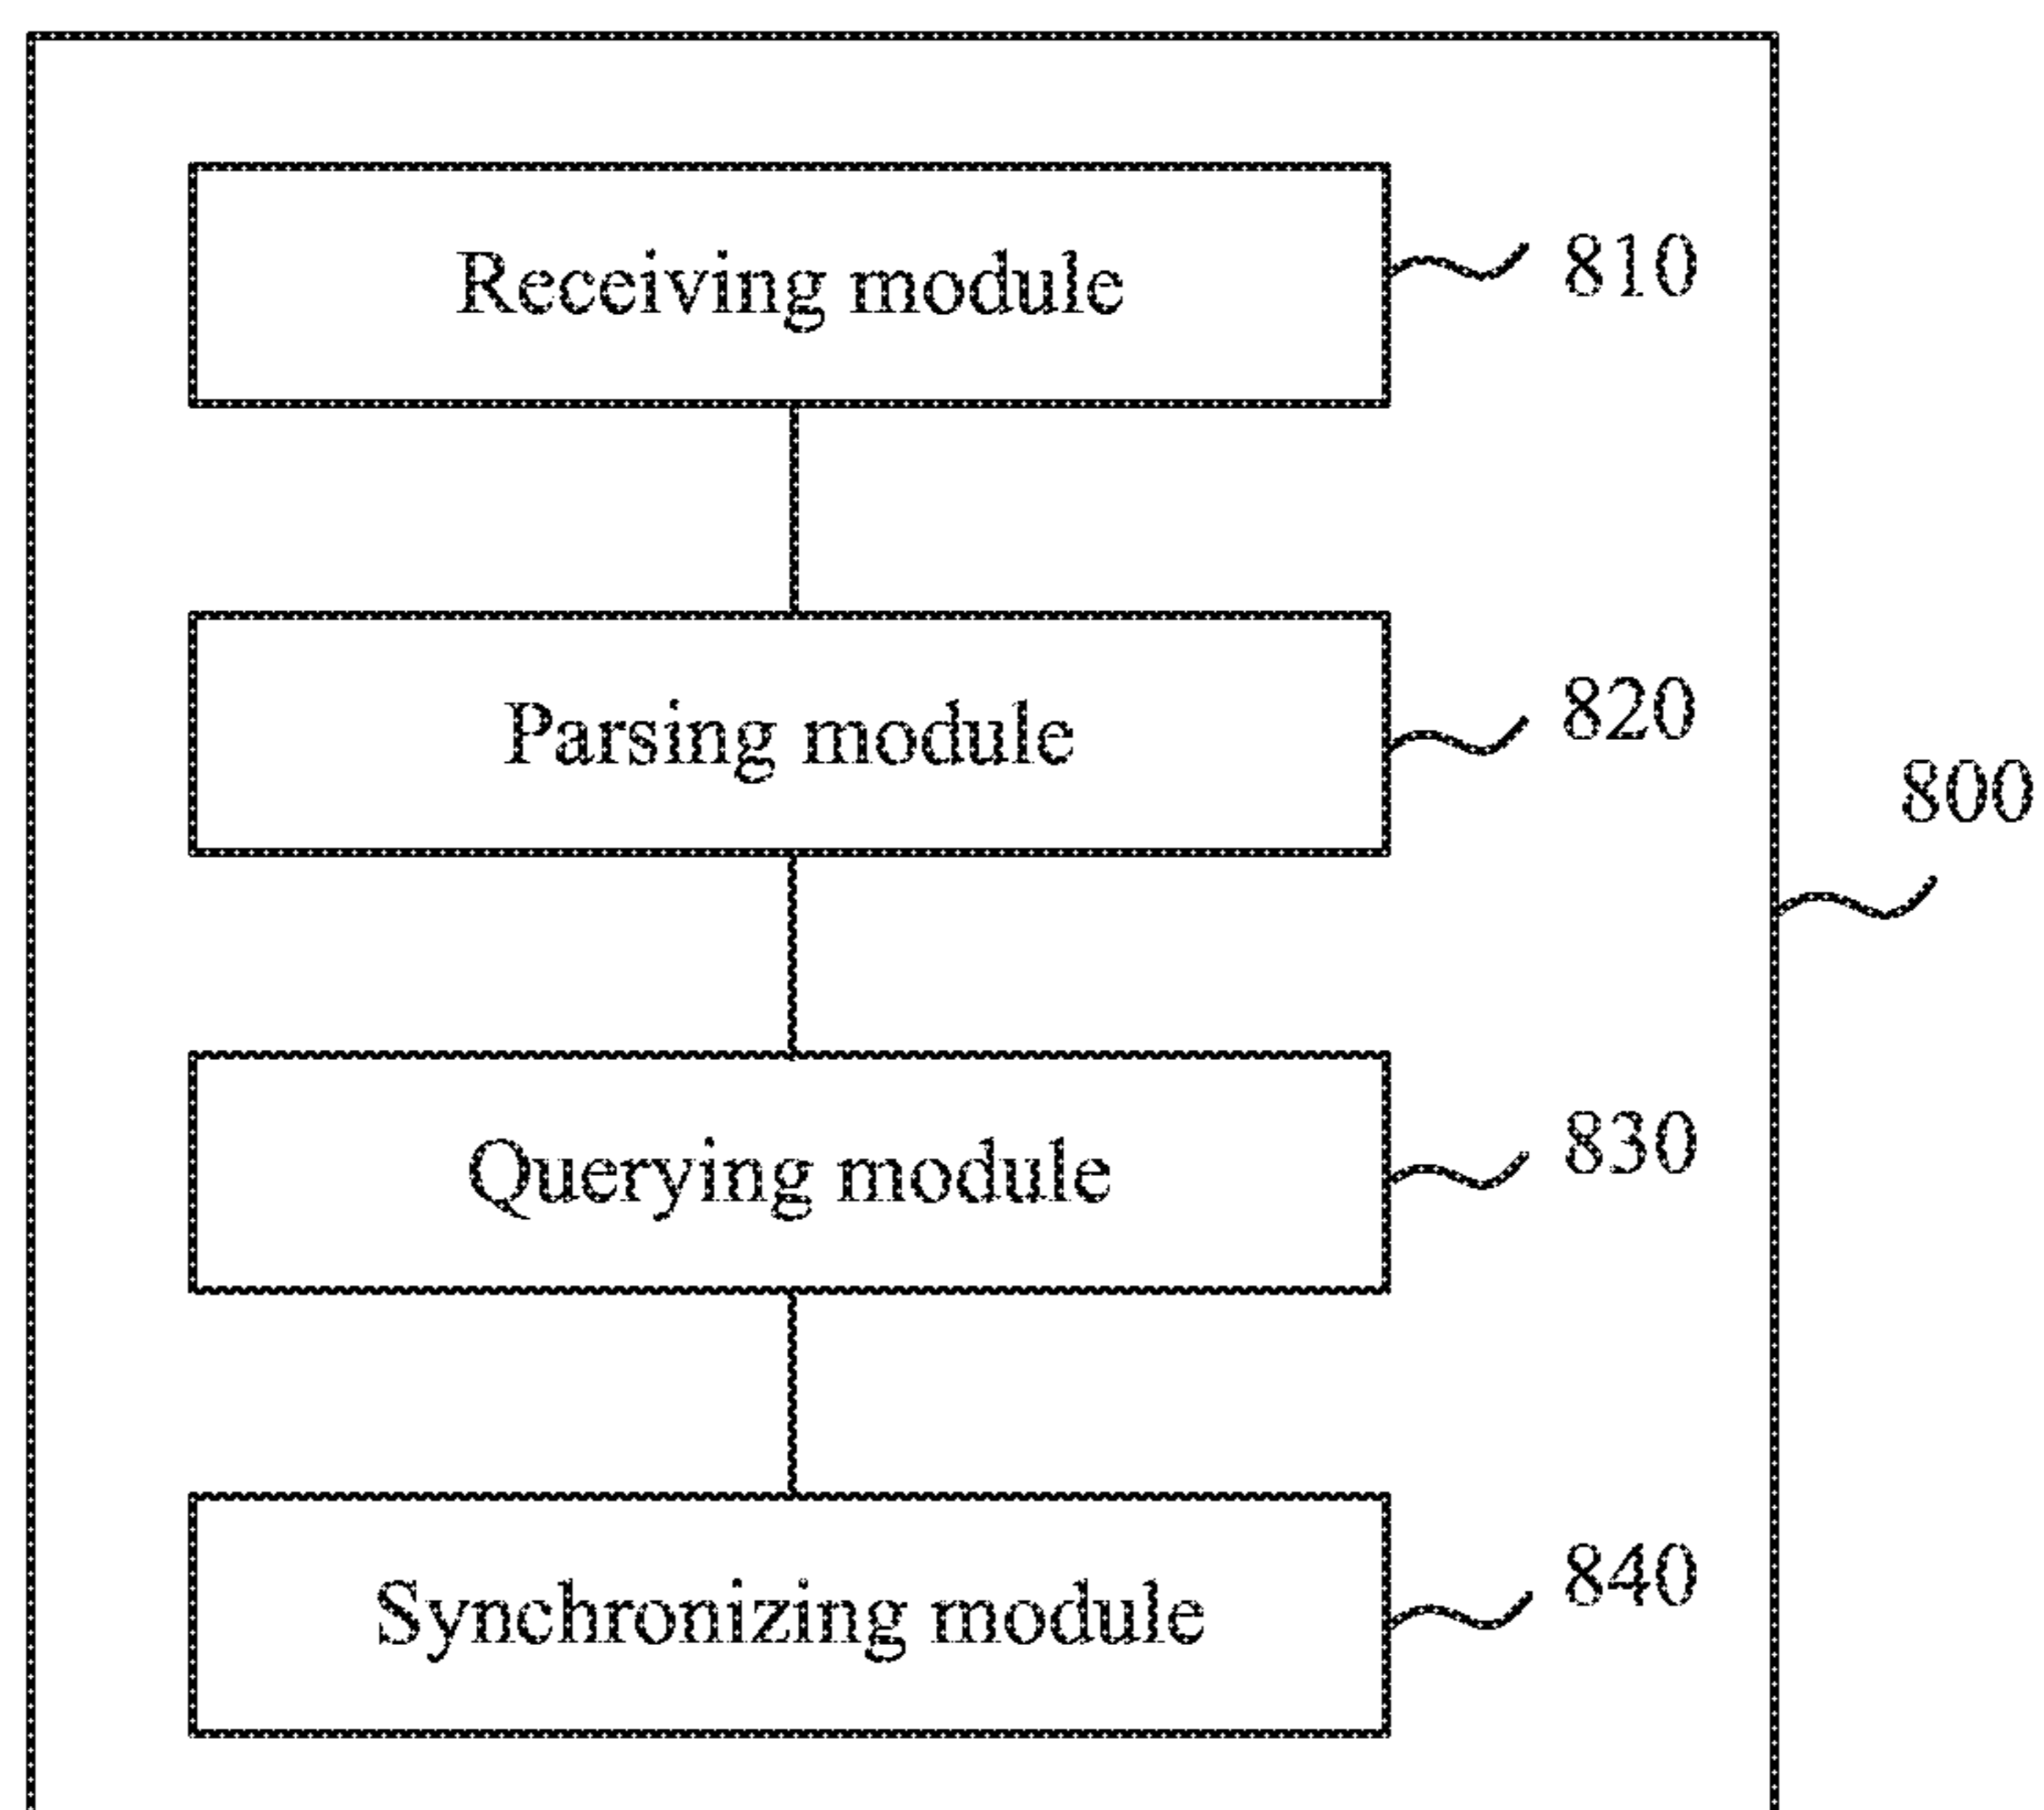 Receiving module
810
Parsing module
820
800
Querying module
830
Synchronizing module
840